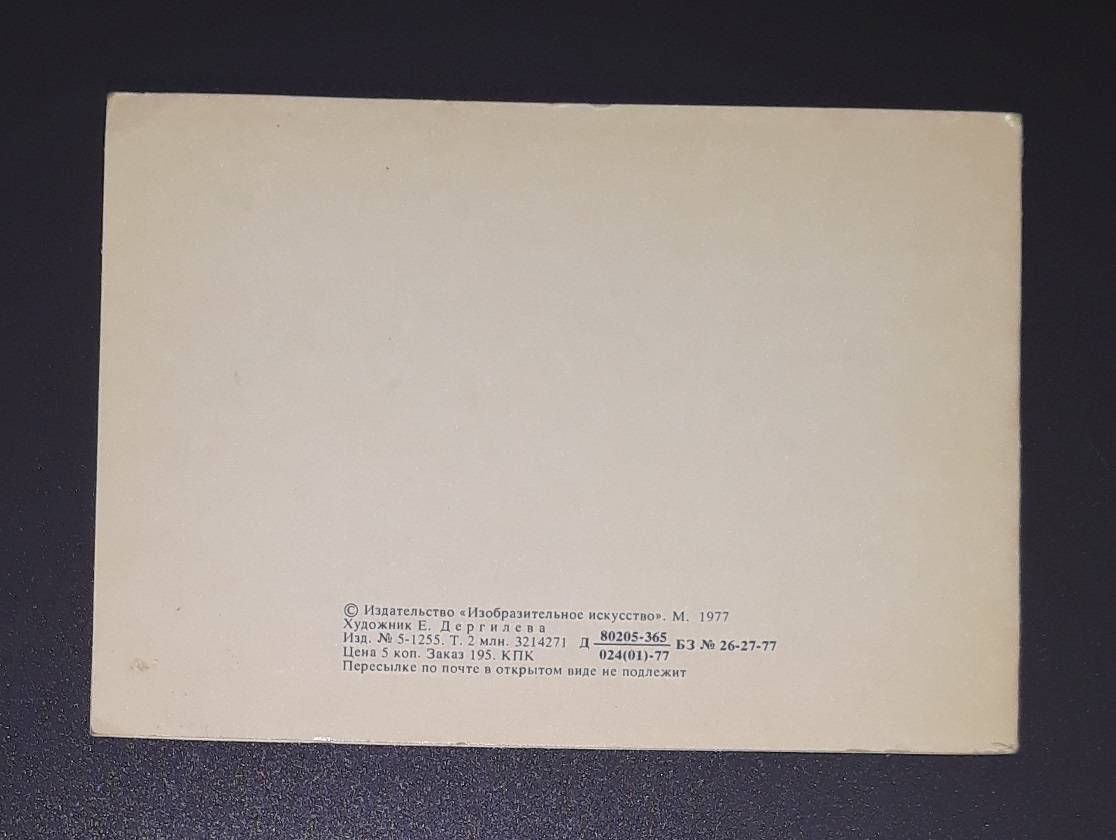 © Издательство «Изобразительное искусство». М. 1977
Художник Е. Дергилева
Изд. № 5-1255. Т. 2 млн. 3214271 Д 80205-365 БЗ № 26-27-77
024(01)-77
Цена 5 коп. Заказ 195. КПК
Пересылке по почте в открытом виде не подлежит